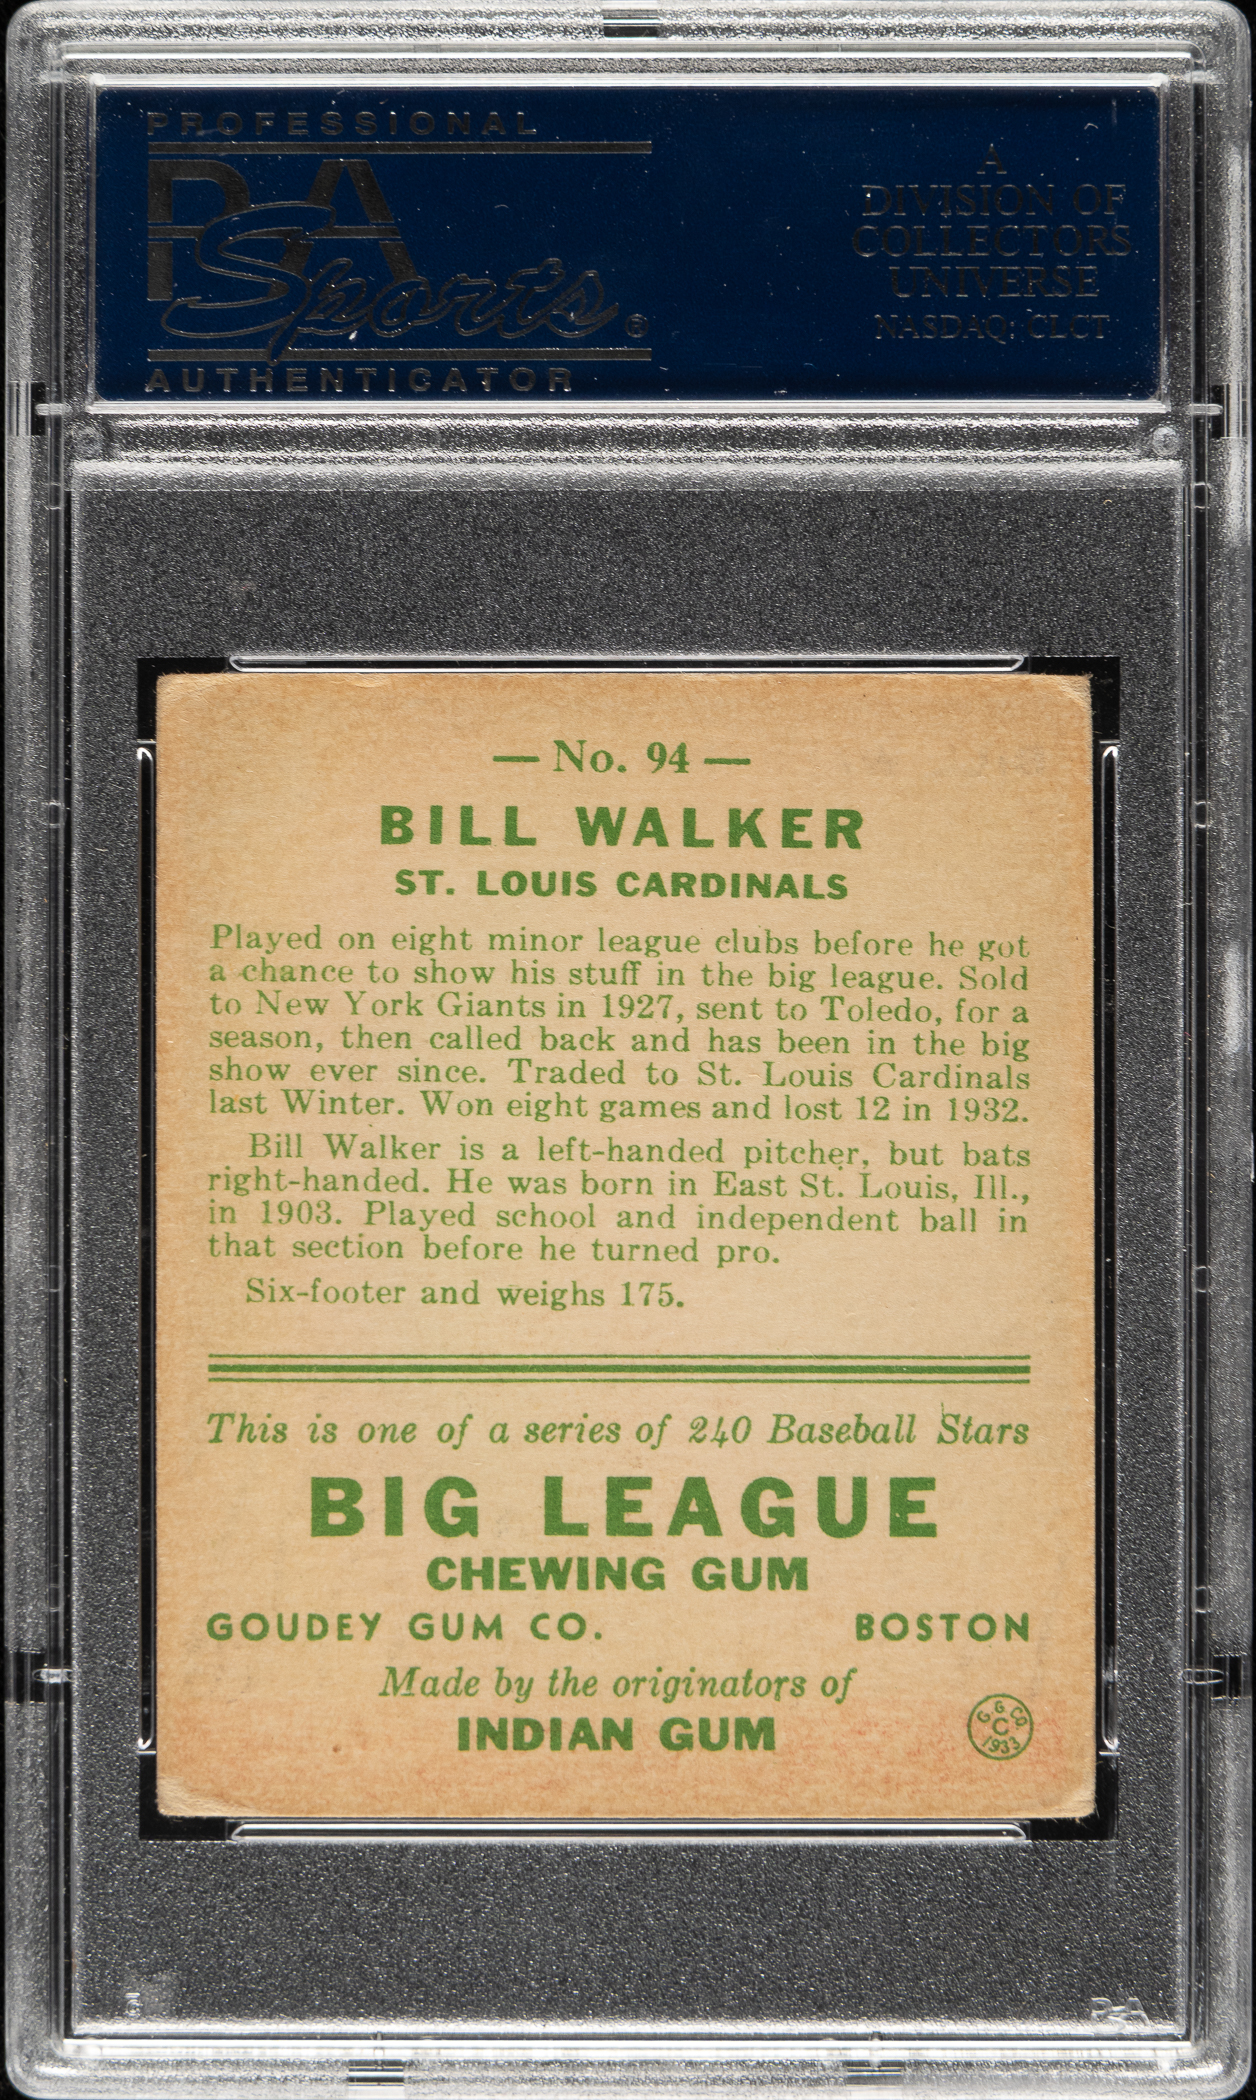 PROFESSIONAL
PSA
Sports ®
AUTHENTICATOR
A
DIVISION OF
COLLECTORS
UNIVERSE
NASDAQ: CLCT
— No. 94 —
BILL WALKER
ST. LOUIS CARDINALS
Played on eight minor league clubs before he got
a chance to show his stuff in the big league. Sold
to New York Giants in 1927, sent to Toledo, for a
season, then called back and has been in the big
show ever since. Traded to St. Louis Cardinals
last Winter. Won eight games and lost 12 in 1932.
Bill Walker is a left-handed pitcher, but bats
right-handed. He was born in East St. Louis, Ill.,
in 1903. Played school and independent ball in
that section before he turned pro.
Six-footer and weighs 175.
This is one of a series of 240 Baseball Stars
BIG LEAGUE
CHEWING GUM
GOUDEY GUM CO. BOSTON
Made by the originators of
INDIAN GUM
G. G. CO.
C
1933
PSA